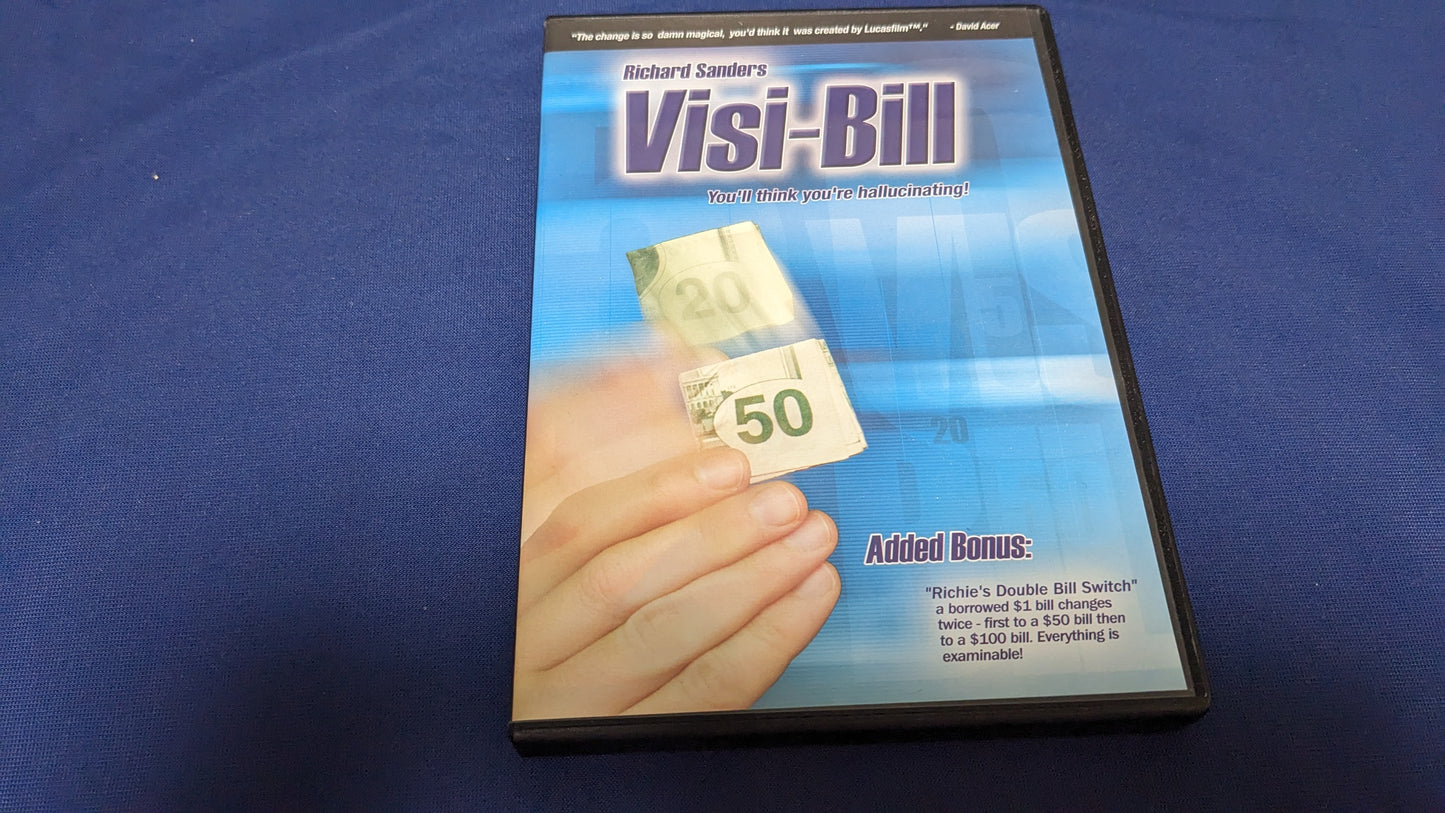 "The change is so damn magical, you'd think it was created by Lucasfilm™." - David Acer
Richard Sanders
Visi-Bill
You'll think you're hallucinating!
20
50
20
Added Bonus:
"Richie's Double Bill Switch"
a borrowed $1 bill changes
twice - first to a $50 bill then
to a $100 bill. Everything is
examinable!